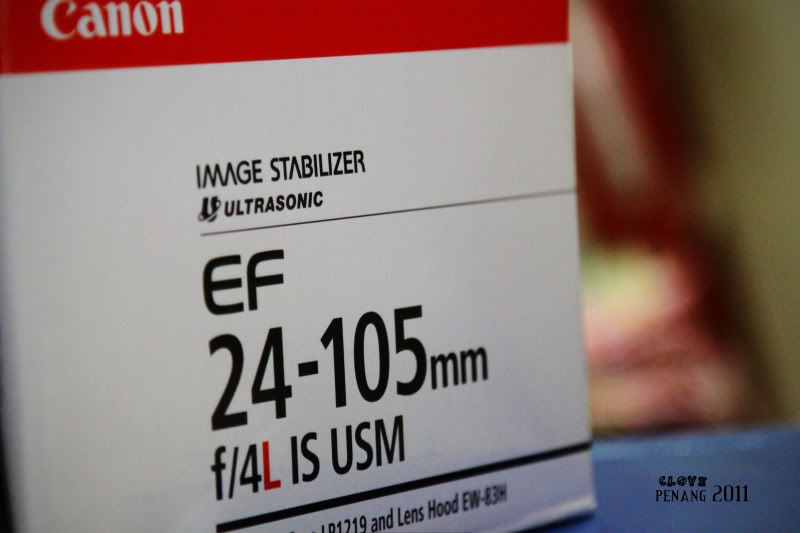 Canon
IMAGE STABILIZER
ULTRASONIC
EF
24-105mm
f/4L IS USM
LP1219 and Lens Hood EW-83H
CLOVE
PENANG 2011